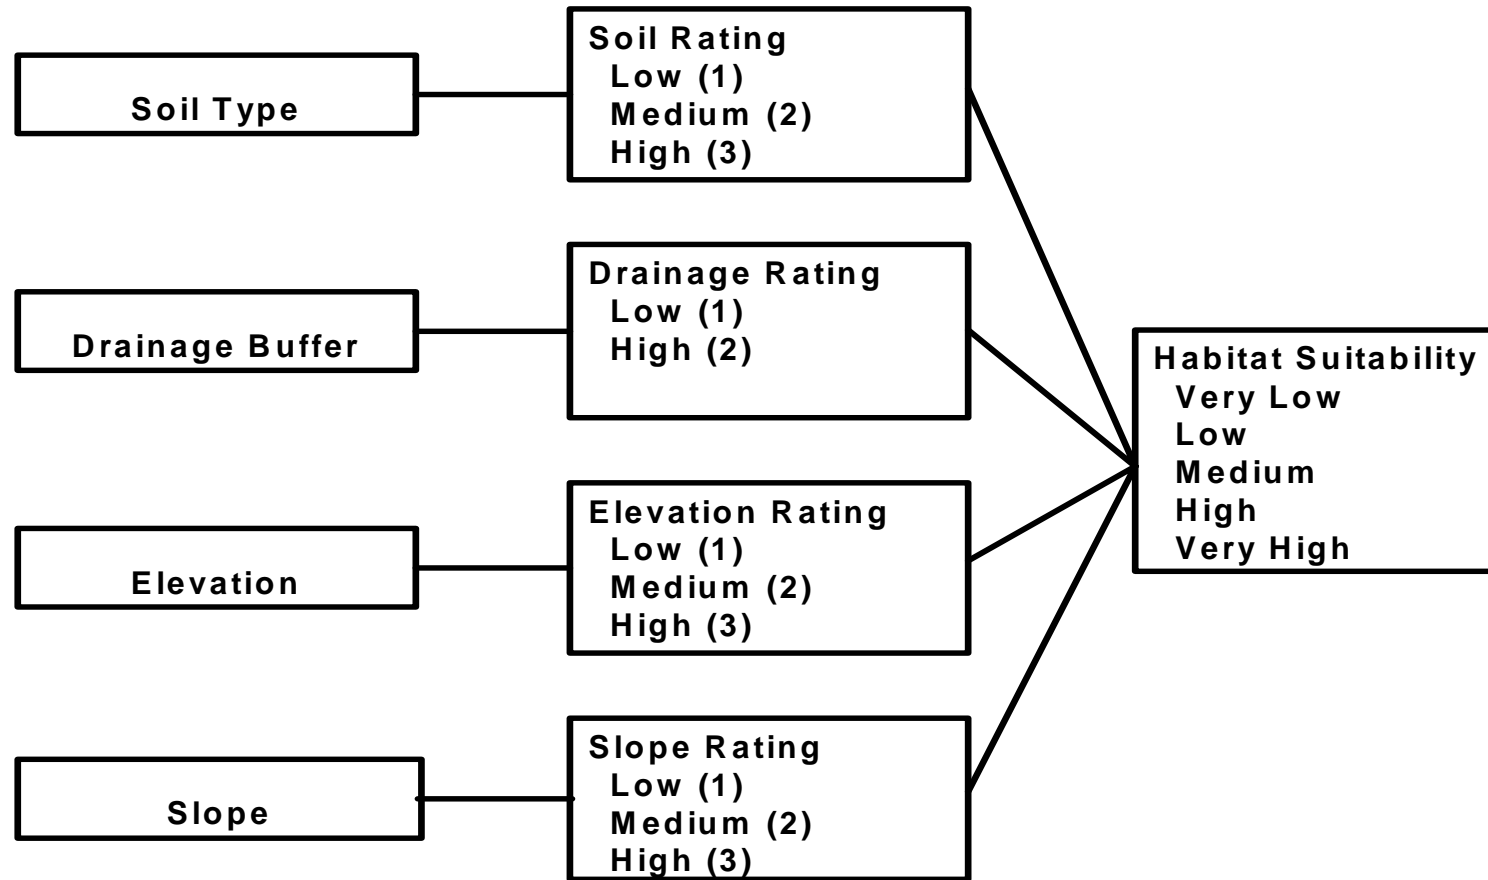 Soil Type
Soil Rating
Low (1)
Medium (2)
High (3)
Drainage Buffer
Drainage Rating
Low (1)
High (2)
Elevation
Elevation Rating
Low (1)
Medium (2)
High (3)
Slope
Slope Rating
Low (1)
Medium (2)
High (3)
Habitat Suitability
Very Low
Low
Medium
High
Very High